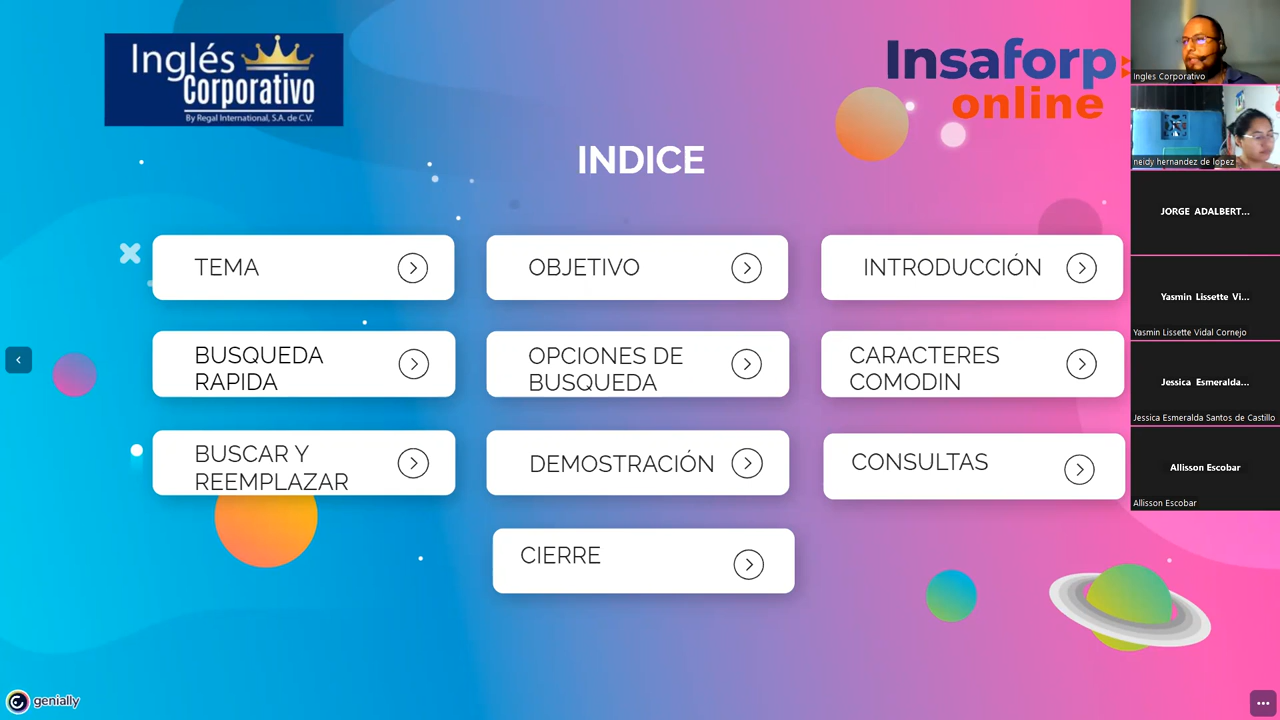 Inglés
Corporativo
By Regal International, S.A. de C.V.
Insaforp
online
INDICE
TEMA
OBJETIVO
INTRODUCCIÓN
BUSQUEDA
RAPIDA
OPCIONES DE
BUSQUEDA
CARACTERES
COMODIN
BUSCAR Y
REEMPLAZAR
DEMOSTRACIÓN
CONSULTAS
CIERRE
genially
Ingles Corporativo
neidy hernandez de lopez
JORGE ADALBERT...
Yasmin Lissette Vi...
Yasmin Lissette Vidal Cornejo
Jessica Esmeralda...
Jessica Esmeralda Santos de Castillo
Allisson Escobar
Allisson Escobar